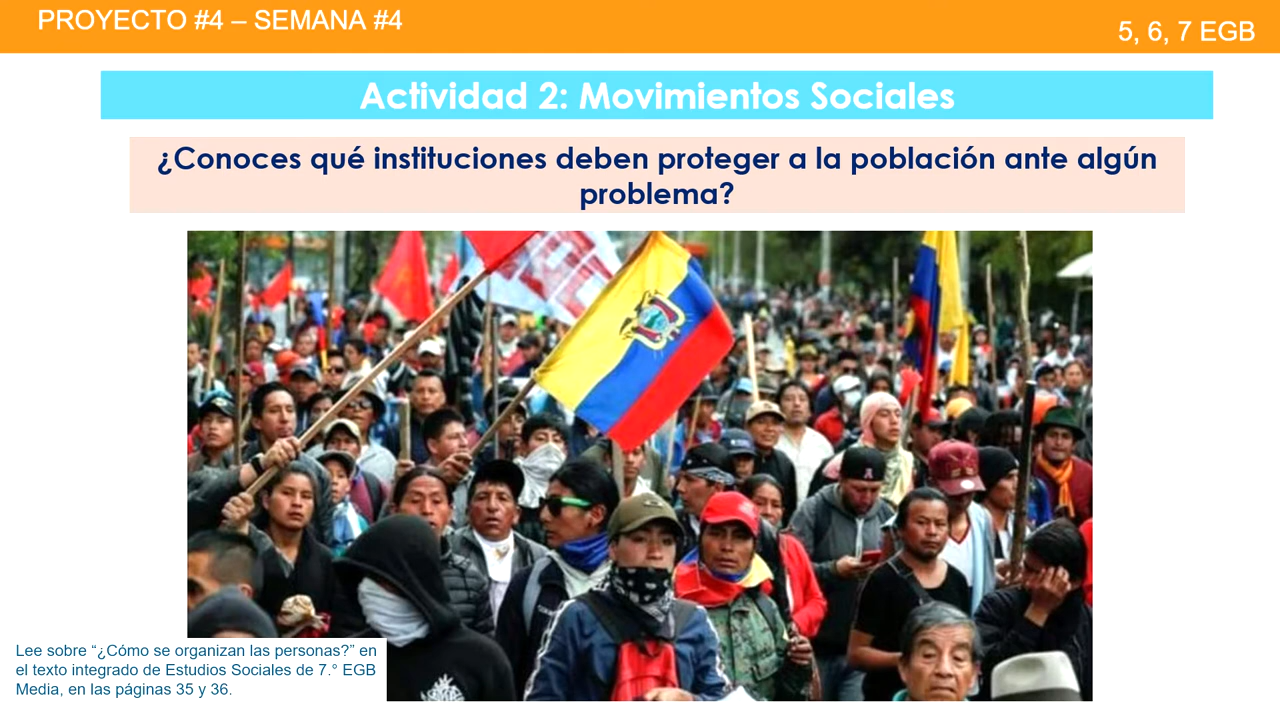 PROYECTO #4 – SEMANA #4
5, 6, 7 EGB
Actividad 2: Movimientos Sociales
¿Conoces qué instituciones deben proteger a la población ante algún
problema?
Lee sobre “¿Cómo se organizan las personas?” en
el texto integrado de Estudios Sociales de 7.° EGB
Media, en las páginas 35 y 36.